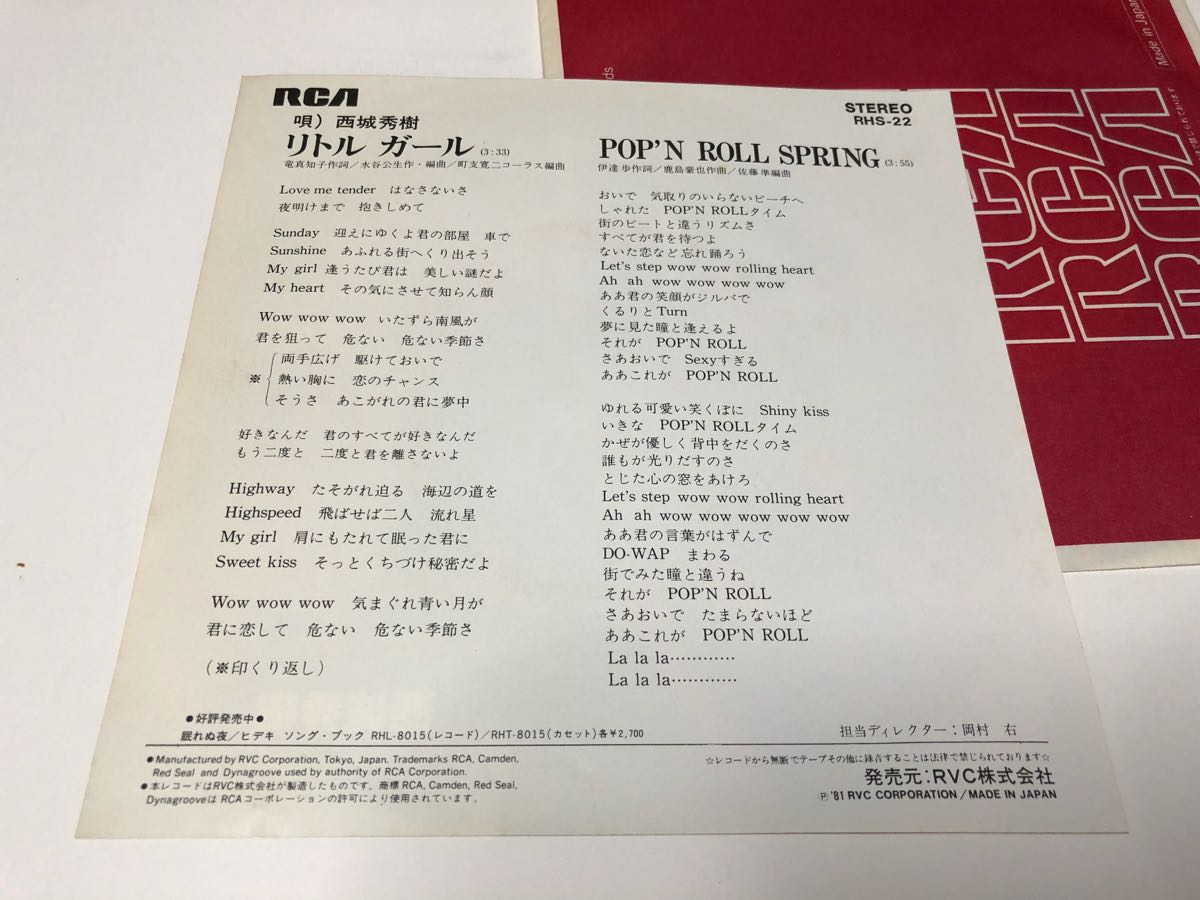 RCA
唄) 西城秀樹
リトル ガール (3:33)
竜真知子作詞/水谷公生作・編曲/町支寛二コーラス編曲
Love me tender はなさないさ
夜明けまで 抱きしめて
Sunday 迎えにゆくよ君の部屋 車で
Sunshine あふれる街へくり出そう
My girl 逢うたび君は 美しい謎だよ
My heart その気にさせて知らん顔
Wow wow wow いたずら南風が
君を狙って 危ない 危ない季節さ
両手広げ 駆けておいで
※ 熱い胸に 恋のチャンス
そうさ あこがれの君に夢中
好きなんだ 君のすべてが好きなんだ
もう二度と 二度と君を離さないよ
Highway たそがれ迫る 海辺の道を
Highspeed 飛ばせば二人 流れ星
My girl 肩にもたれて眠った君に
Sweet kiss そっとくちづけ秘密だよ
Wow wow wow 気まぐれ青い月が
君に恋して 危ない 危ない季節さ
(※印くり返し)
STEREO
RHS-22
POP'N ROLL SPRING (3:55)
伊達歩作詞/鹿島豪也作曲/佐藤準編曲
おいで 気取りのいらないビーチへ
しゃれた POP'N ROLLタイム
街のビートと違うリズムさ
すべてが君を待つよ
ないた恋など忘れ踊ろう
Let's step wow wow rolling heart
Ah ah wow wow wow wow
ああ君の笑顔がジルバで
くるりとTurn
夢に見た瞳と逢えるよ
それが POP'N ROLL
さあおいで Sexyすぎる
ああこれが POP'N ROLL
ゆれる可愛い笑くぼに Shiny kiss
いきな POP'N ROLLタイム
かぜが優しく背中をだくのさ
誰もが光りだすのさ
とじた心の窓をあけろ
Let's step wow wow rolling heart
Ah ah wow wow wow wow wow
ああ君の言葉がはずんで
DO-WAP まわる
街でみた瞳と違うね
それが POP'N ROLL
さあおいで たまらないほど
ああこれが POP'N ROLL
La la la…………
La la la…………
●好評発売中●
眠れぬ夜/ヒデキ ソング・ブック RHL-8015(レコード)/RHT-8015(カセット)各¥2,700
担当ディレクター:岡村 右
●Manufactured by RVC Corporation, Tokyo, Japan. Trademarks RCA, Camden,
Red Seal and Dynagroove used by authority of RCA Corporation.
●本レコードはRVC株式会社が製造したものです。商標 RCA, Camden, Red Seal,
DynagrooveはRCAコーポレーションの許可により使用されています。
☆レコードから無断でテープその他に録音することは法律で禁じられております☆
発売元:RVC株式会社
Ⓟ'81 RVC CORPORATION/MADE IN JAPAN
Made in Japan
RCA
RCA
RCA